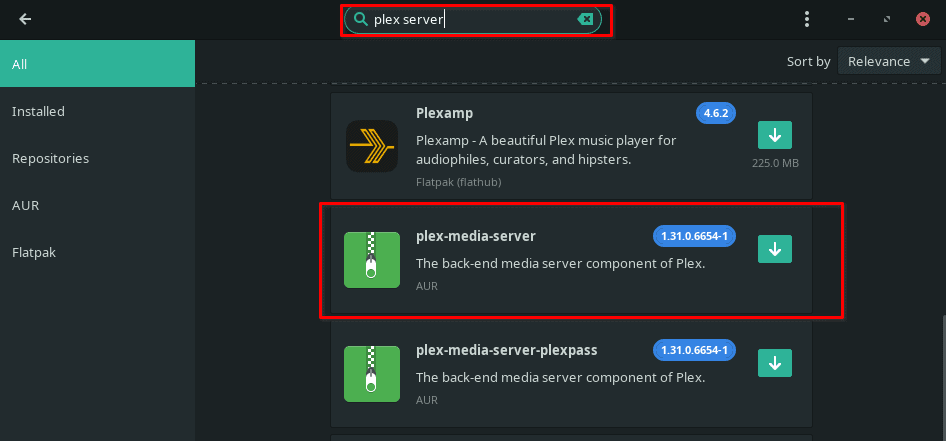 plex server
All
Sort by Relevance
Installed
Repositories
AUR
Flatpak
Plexamp
4.6.2
Plexamp - A beautiful Plex music player for
audiophiles, curators, and hipsters.
225.0 MB
Flatpak (flathub)
plex-media-server
1.31.0.6654-1
The back-end media server component of Plex.
AUR
plex-media-server-plexpass
1.31.0.6654-1
The back-end media server component of Plex.
AUR